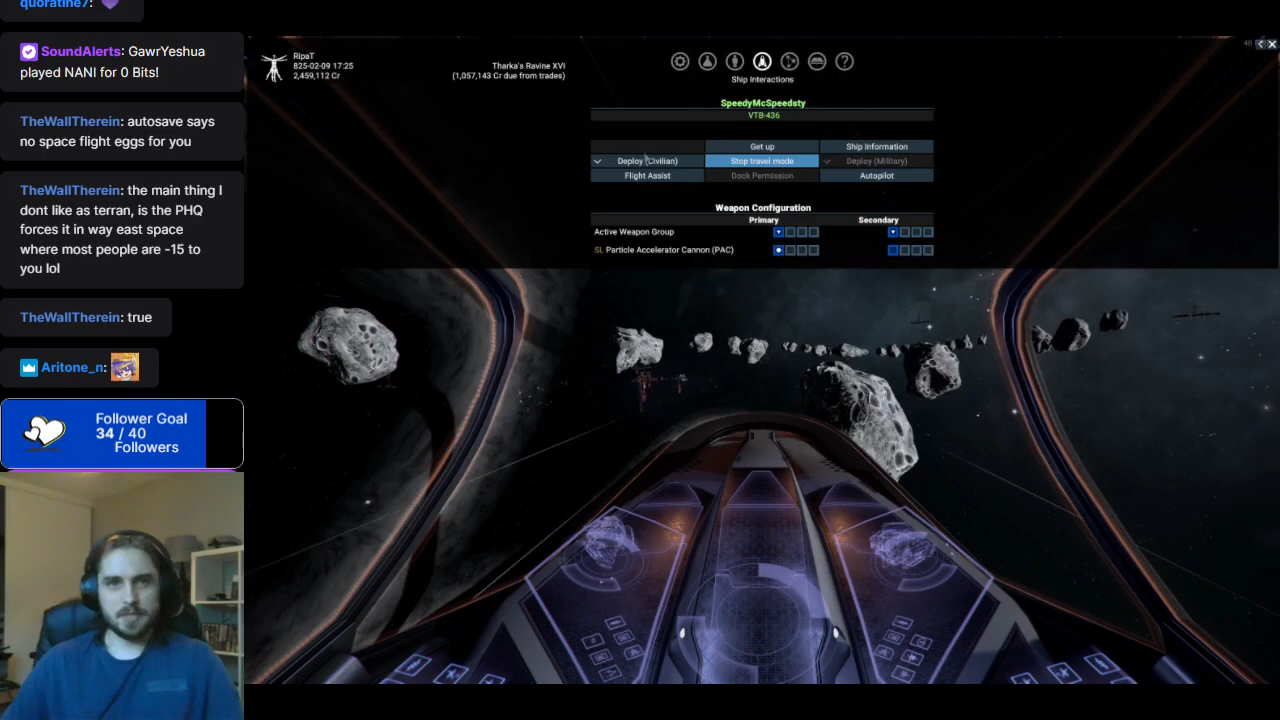 quoratine7: 💜
SoundAlerts: GawrYeshua
played NANI for 0 Bits!
TheWallTherein: autosave says
no space flight eggs for you
TheWallTherein: the main thing I
dont like as terran, is the PHQ
forces it in way east space
where most people are -15 to
you lol
TheWallTherein: true
Aritone_n:
Follower Goal
34 / 40
Followers
RipaT
825-02-09 17:25
2,459,112 Cr
Tharka's Ravine XVI
(1,057,143 Cr due from trades)
Ship Interactions
48
SpeedyMcSpeedsty
VTB-436
Get up
Ship Information
Deploy (Civilian)
Stop travel mode
Deploy (Military)
Flight Assist
Dock Permission
Autopilot
Weapon Configuration
Primary
Secondary
Active Weapon Group
SL Particle Accelerator Cannon (PAC)